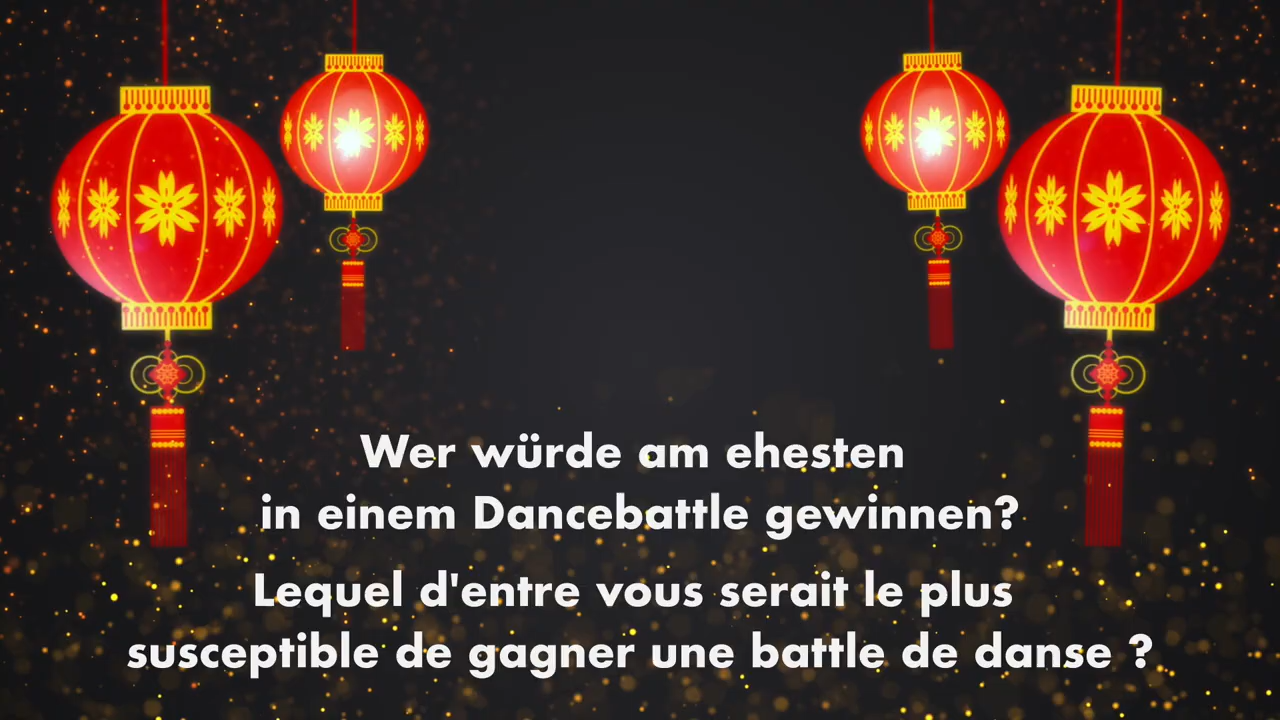 Wer würde am ehesten
in einem Dancebattle gewinnen?
Lequel d'entre vous serait le plus
susceptible de gagner une battle de danse ?